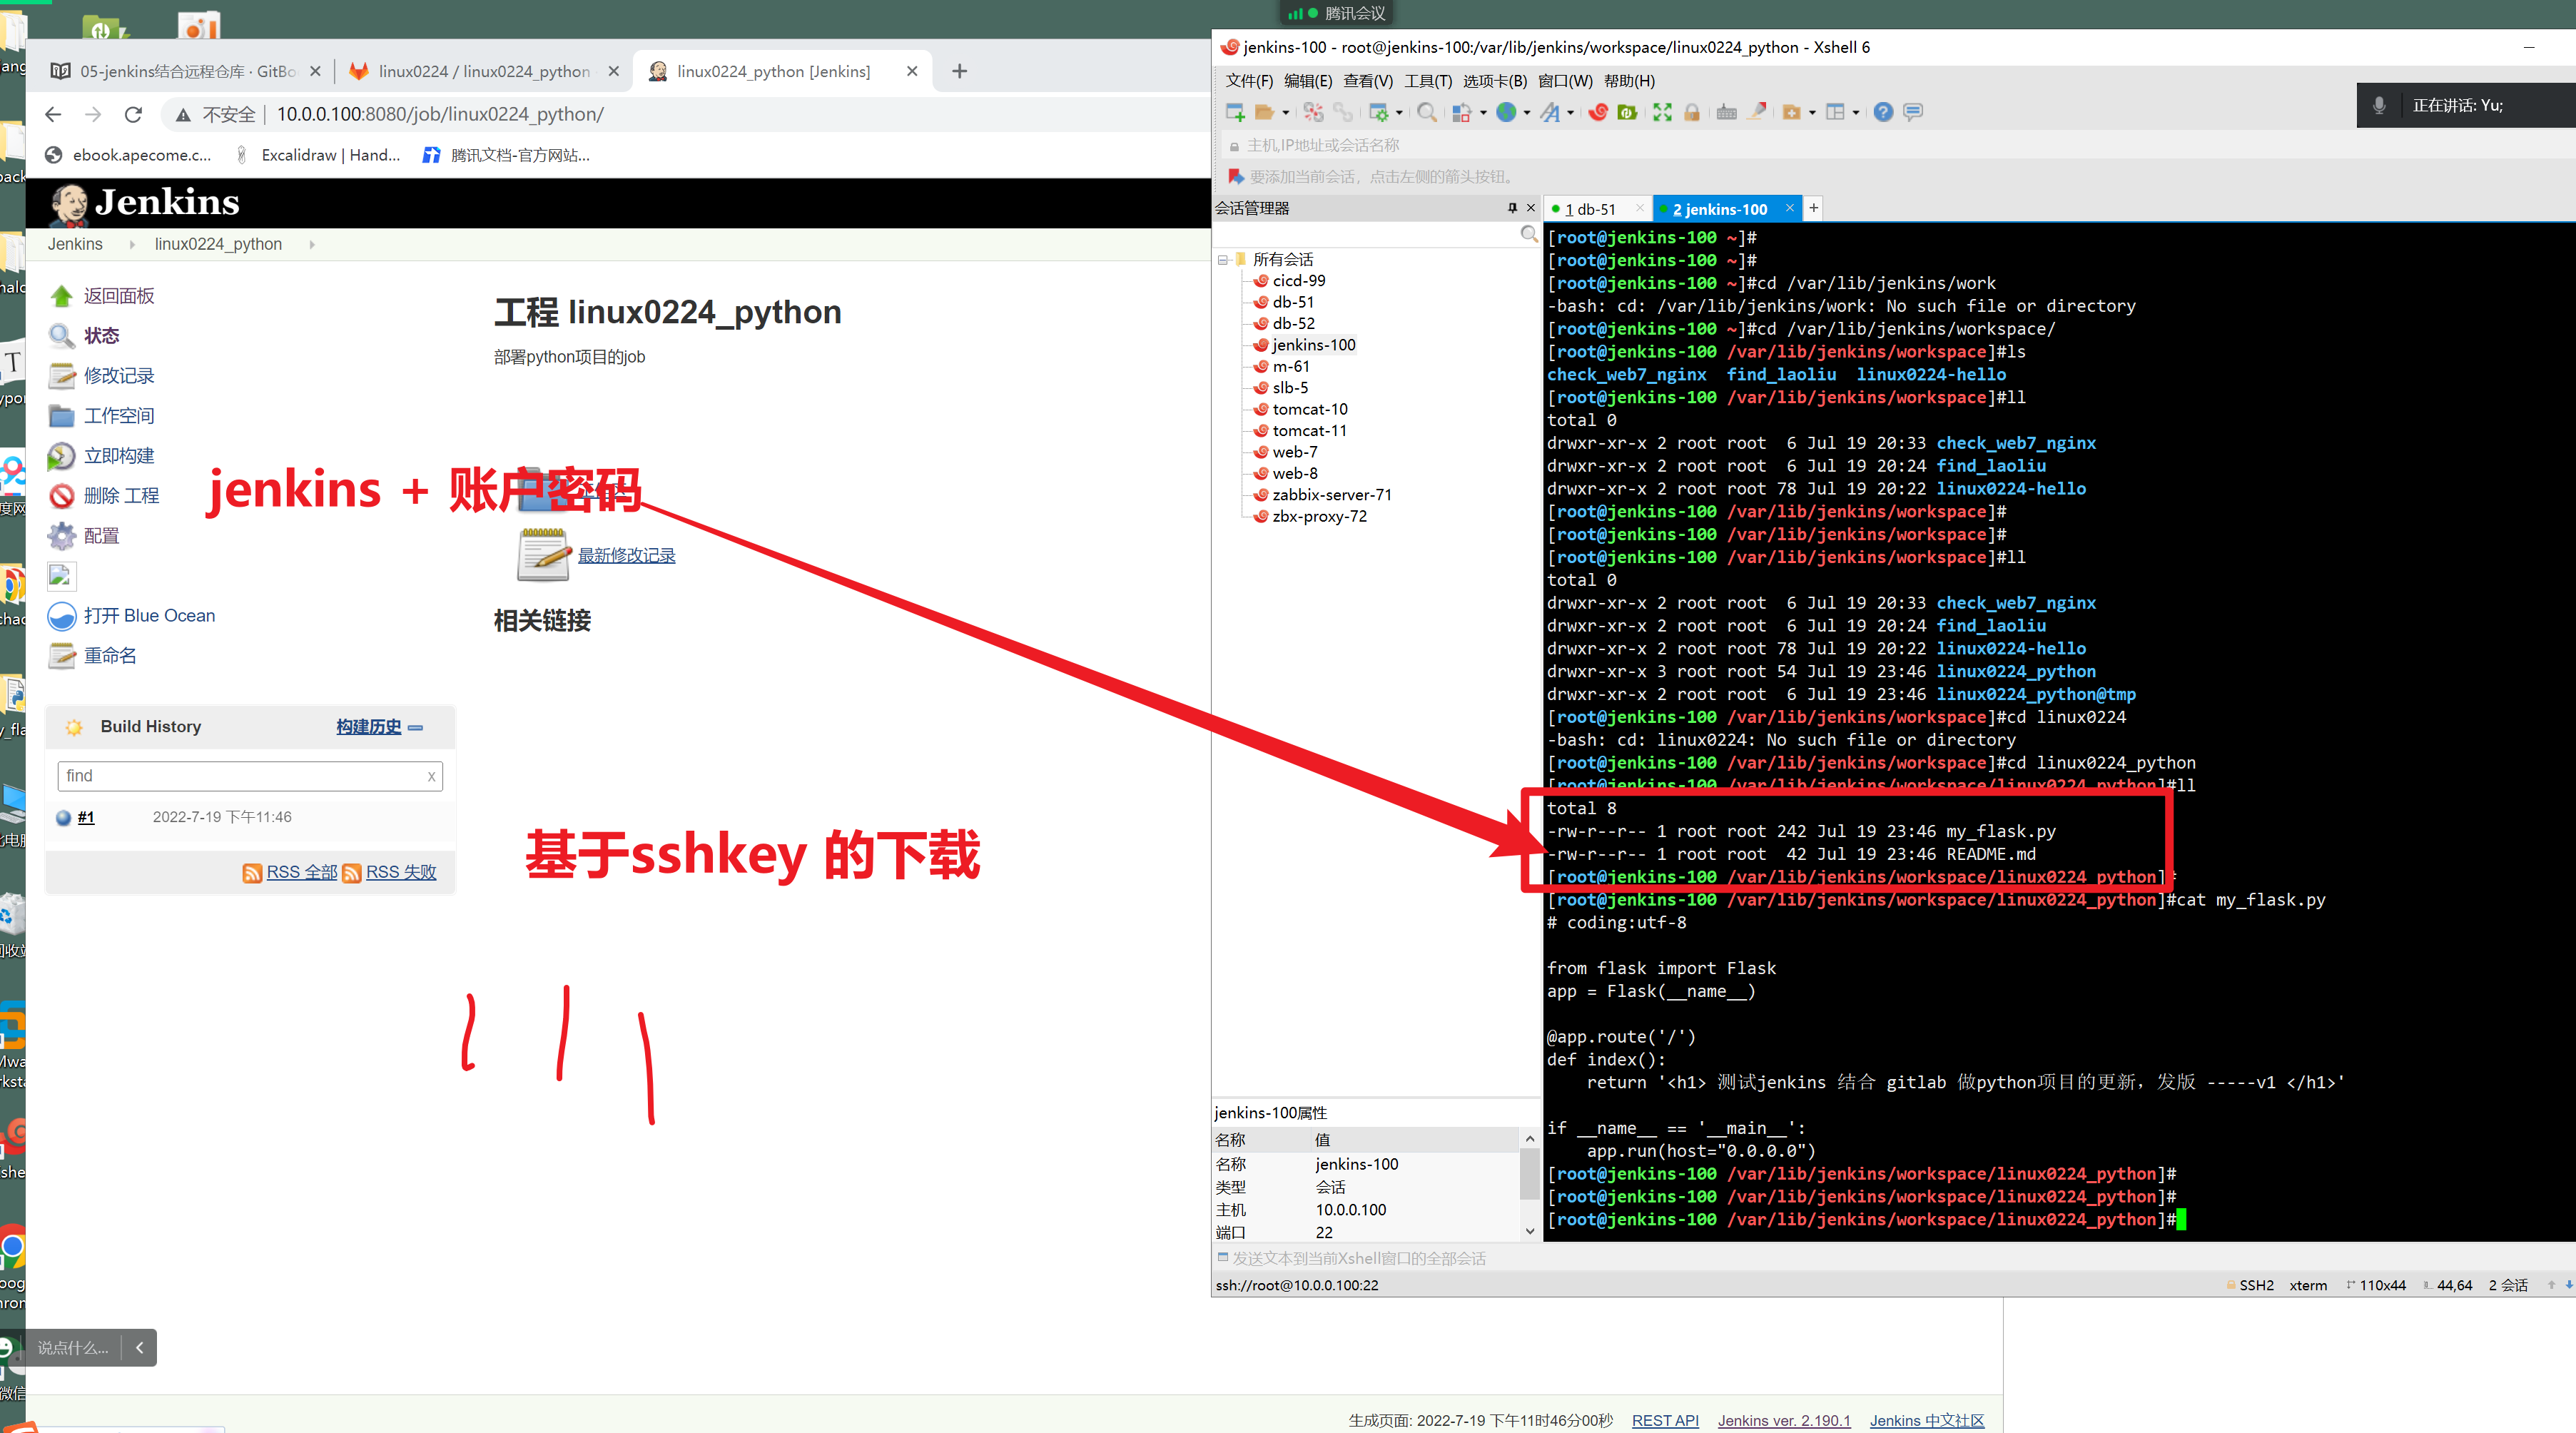 腾讯会议
05-jenkins结合远程仓库 · GitBo
linux0224 / linux0224_python
linux0224_python [Jenkins]
不安全 | 10.0.0.100:8080/job/linux0224_python/
ebook.apecome.c...
Excalidraw | Hand...
腾讯文档-官方网站...
Jenkins
Jenkins
linux0224_python
返回面板
状态
修改记录
工作空间
立即构建
删除 工程
配置
打开 Blue Ocean
重命名
工程 linux0224_python
部署python项目的job
jenkins + 账户密码
最新修改记录
相关链接
Build History
构建历史
find
x
#1
2022-7-19 下午11:46
RSS 全部
RSS 失败
基于sshkey 的下载
说点什么...
生成页面: 2022-7-19 下午11时46分00秒
REST API
Jenkins ver. 2.190.1
Jenkins 中文社区
jenkins-100 - root@jenkins-100:/var/lib/jenkins/workspace/linux0224_python - Xshell 6
文件(F) 编辑(E) 查看(V) 工具(T) 选项卡(B) 窗口(W) 帮助(H)
正在讲话: Yu;
主机,IP地址或会话名称
要添加当前会话，点击左侧的箭头按钮。
会话管理器
1 db-51
2 jenkins-100
所有会话
cicd-99
db-51
db-52
jenkins-100
m-61
slb-5
tomcat-10
tomcat-11
web-7
web-8
zabbix-server-71
zbx-proxy-72
jenkins-100属性
名称 值
名称 jenkins-100
类型 会话
主机 10.0.0.100
端口 22
[root@jenkins-100 ~]#
[root@jenkins-100 ~]#
[root@jenkins-100 ~]#cd /var/lib/jenkins/work
-bash: cd: /var/lib/jenkins/work: No such file or directory
[root@jenkins-100 ~]#cd /var/lib/jenkins/workspace/
[root@jenkins-100 /var/lib/jenkins/workspace]#ls
check_web7_nginx  find_laoliu  linux0224-hello
[root@jenkins-100 /var/lib/jenkins/workspace]#ll
total 0
drwxr-xr-x 2 root root  6 Jul 19 20:33 check_web7_nginx
drwxr-xr-x 2 root root  6 Jul 19 20:24 find_laoliu
drwxr-xr-x 2 root root 78 Jul 19 20:22 linux0224-hello
[root@jenkins-100 /var/lib/jenkins/workspace]#
[root@jenkins-100 /var/lib/jenkins/workspace]#
[root@jenkins-100 /var/lib/jenkins/workspace]#ll
total 0
drwxr-xr-x 2 root root  6 Jul 19 20:33 check_web7_nginx
drwxr-xr-x 2 root root  6 Jul 19 20:24 find_laoliu
drwxr-xr-x 2 root root 78 Jul 19 20:22 linux0224-hello
drwxr-xr-x 3 root root 54 Jul 19 23:46 linux0224_python
drwxr-xr-x 2 root root  6 Jul 19 23:46 linux0224_python@tmp
[root@jenkins-100 /var/lib/jenkins/workspace]#cd linux0224
-bash: cd: linux0224: No such file or directory
[root@jenkins-100 /var/lib/jenkins/workspace]#cd linux0224_python
[root@jenkins-100 /var/lib/jenkins/workspace/linux0224_python]#ll
total 8
-rw-r--r-- 1 root root 242 Jul 19 23:46 my_flask.py
-rw-r--r-- 1 root root  42 Jul 19 23:46 README.md
[root@jenkins-100 /var/lib/jenkins/workspace/linux0224_python]#
[root@jenkins-100 /var/lib/jenkins/workspace/linux0224_python]#cat my_flask.py
# coding:utf-8
from flask import Flask
app = Flask(__name__)
@app.route('/')
def index():
    return '<h1> 测试jenkins 结合 gitlab 做python项目的更新，发版 -----v1 </h1>'
if __name__ == '__main__':
    app.run(host="0.0.0.0")
[root@jenkins-100 /var/lib/jenkins/workspace/linux0224_python]#
[root@jenkins-100 /var/lib/jenkins/workspace/linux0224_python]#
[root@jenkins-100 /var/lib/jenkins/workspace/linux0224_python]#
发送文本到当前Xshell窗口的全部会话
ssh://root@10.0.0.100:22
SSH2 xterm 110x44 44,64 2 会话